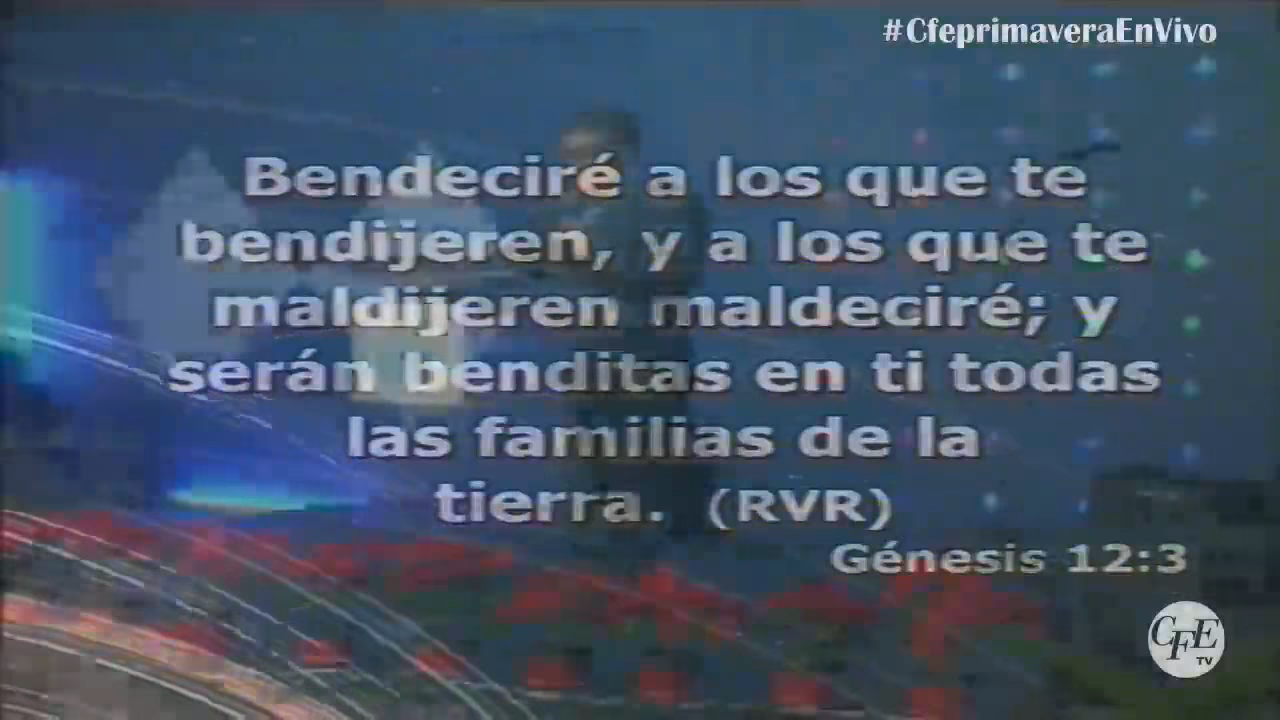 #CfeprimaveraEnVivo
Bendeciré a los que te
bendijeren, y a los que te
maldijeren maldeciré; y
serán benditas en ti todas
las familias de la
tierra. (RVR)
Génesis 12:3
CFE
TV